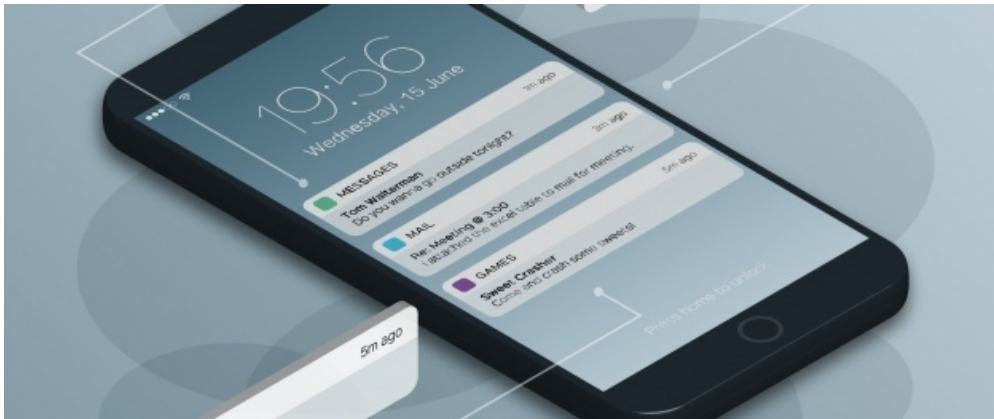 19:56
Wednesday, 15 June
MESSAGES
1m ago
Tom Walterman
Do you wanna go outside tonight?
MAIL
3m ago
Re: Meeting @ 3:00
I attached the excel table to mail for meeting.
GAMES
5m ago
Sweet Crasher
Come and crash some sweets!
Press home to unlock
5m ago